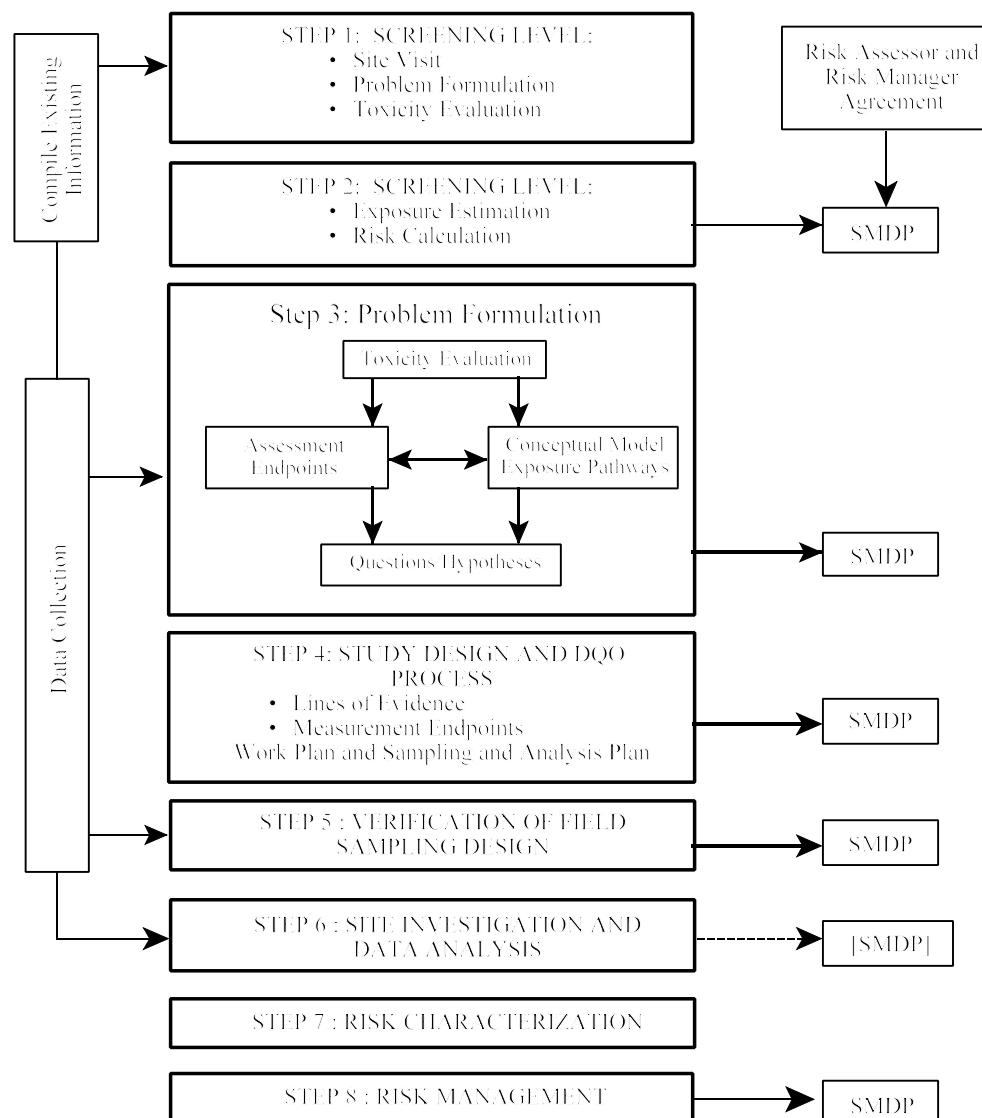 Compile Existing
Information
STEP 1: SCREENING LEVEL:
• Site Visit
• Problem Formulation
• Toxicity Evaluation
Risk Assessor and
Risk Manager
Agreement
STEP 2: SCREENING LEVEL:
• Exposure Estimation
• Risk Calculation
SMDP
Data Collection
Step 3: Problem Formulation
Toxicity Evaluation
Assessment
Endpoints
Conceptual Model
Exposure Pathways
Questions Hypotheses
SMDP
STEP 4: STUDY DESIGN AND DQO
PROCESS
• Lines of Evidence
• Measurement Endpoints
Work Plan and Sampling and Analysis Plan
SMDP
STEP 5 : VERIFICATION OF FIELD
SAMPLING DESIGN
SMDP
STEP 6 : SITE INVESTIGATION AND
DATA ANALYSIS
[SMDP]
STEP 7 : RISK CHARACTERIZATION
STEP 8 : RISK MANAGEMENT
SMDP